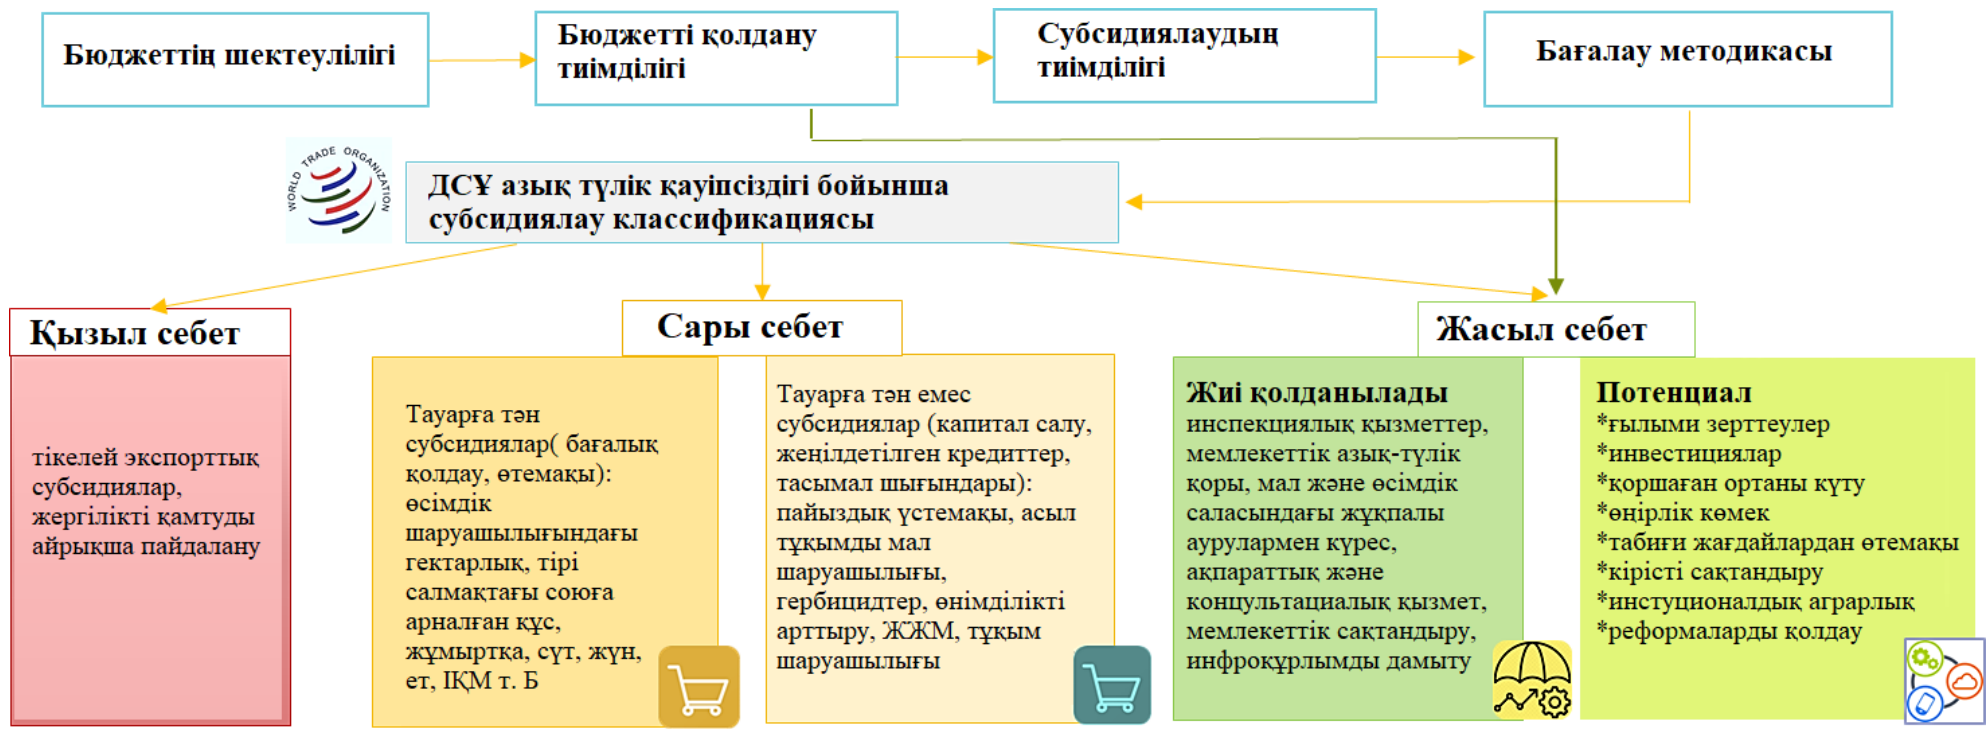 Бюджеттің шектеулілігі
Бюджетті қолдану
тиімділігі
Субсидиялаудың
тиімділігі
Бағалау методикасы
WORLD TRADE ORGANIZATION
ДСҰ азық түлік қауіпсіздігі бойынша
субсидиялау классификациясы
Қызыл себет
тікелей экспорттық
субсидиялар,
жергілікті қамтуды
айрықша пайдалану
Сары себет
Тауарға тән
субсидиялар( бағалық
қолдау, өтемақы):
өсімдік
шаруашылығындағы
гектарлық, тірі
салмақтағы союға
арналған құс,
жұмыртқа, сүт, жүн,
ет, ІҚМ т. Б
Тауарға тән емес
субсидиялар (капитал салу,
жеңілдетілген кредиттер,
тасымал шығындары):
пайыздық үстемақы, асыл
тұқымды мал
шаруашылығы,
гербицидтер, өнімділікті
арттыру, ЖЖМ, тұқым
шаруашылығы
Жасыл себет
Жиі қолданылады
инспекциялық қызметтер,
мемлекеттік азық-түлік
қоры, мал және өсімдік
саласындағы жұқпалы
аурулармен күрес,
ақпараттық және
концультациалық қызмет,
мемлекеттік сақтандыру,
инфроқұрлымды дамыту
Потенциал
*ғылыми зерттеулер
*инвестициялар
*қоршаған ортаны күту
*өңірлік көмек
*табиғи жағдайлардан өтемақы
*кірісті сақтандыру
*инстуционалдық аграрлық
*реформаларды қолдау